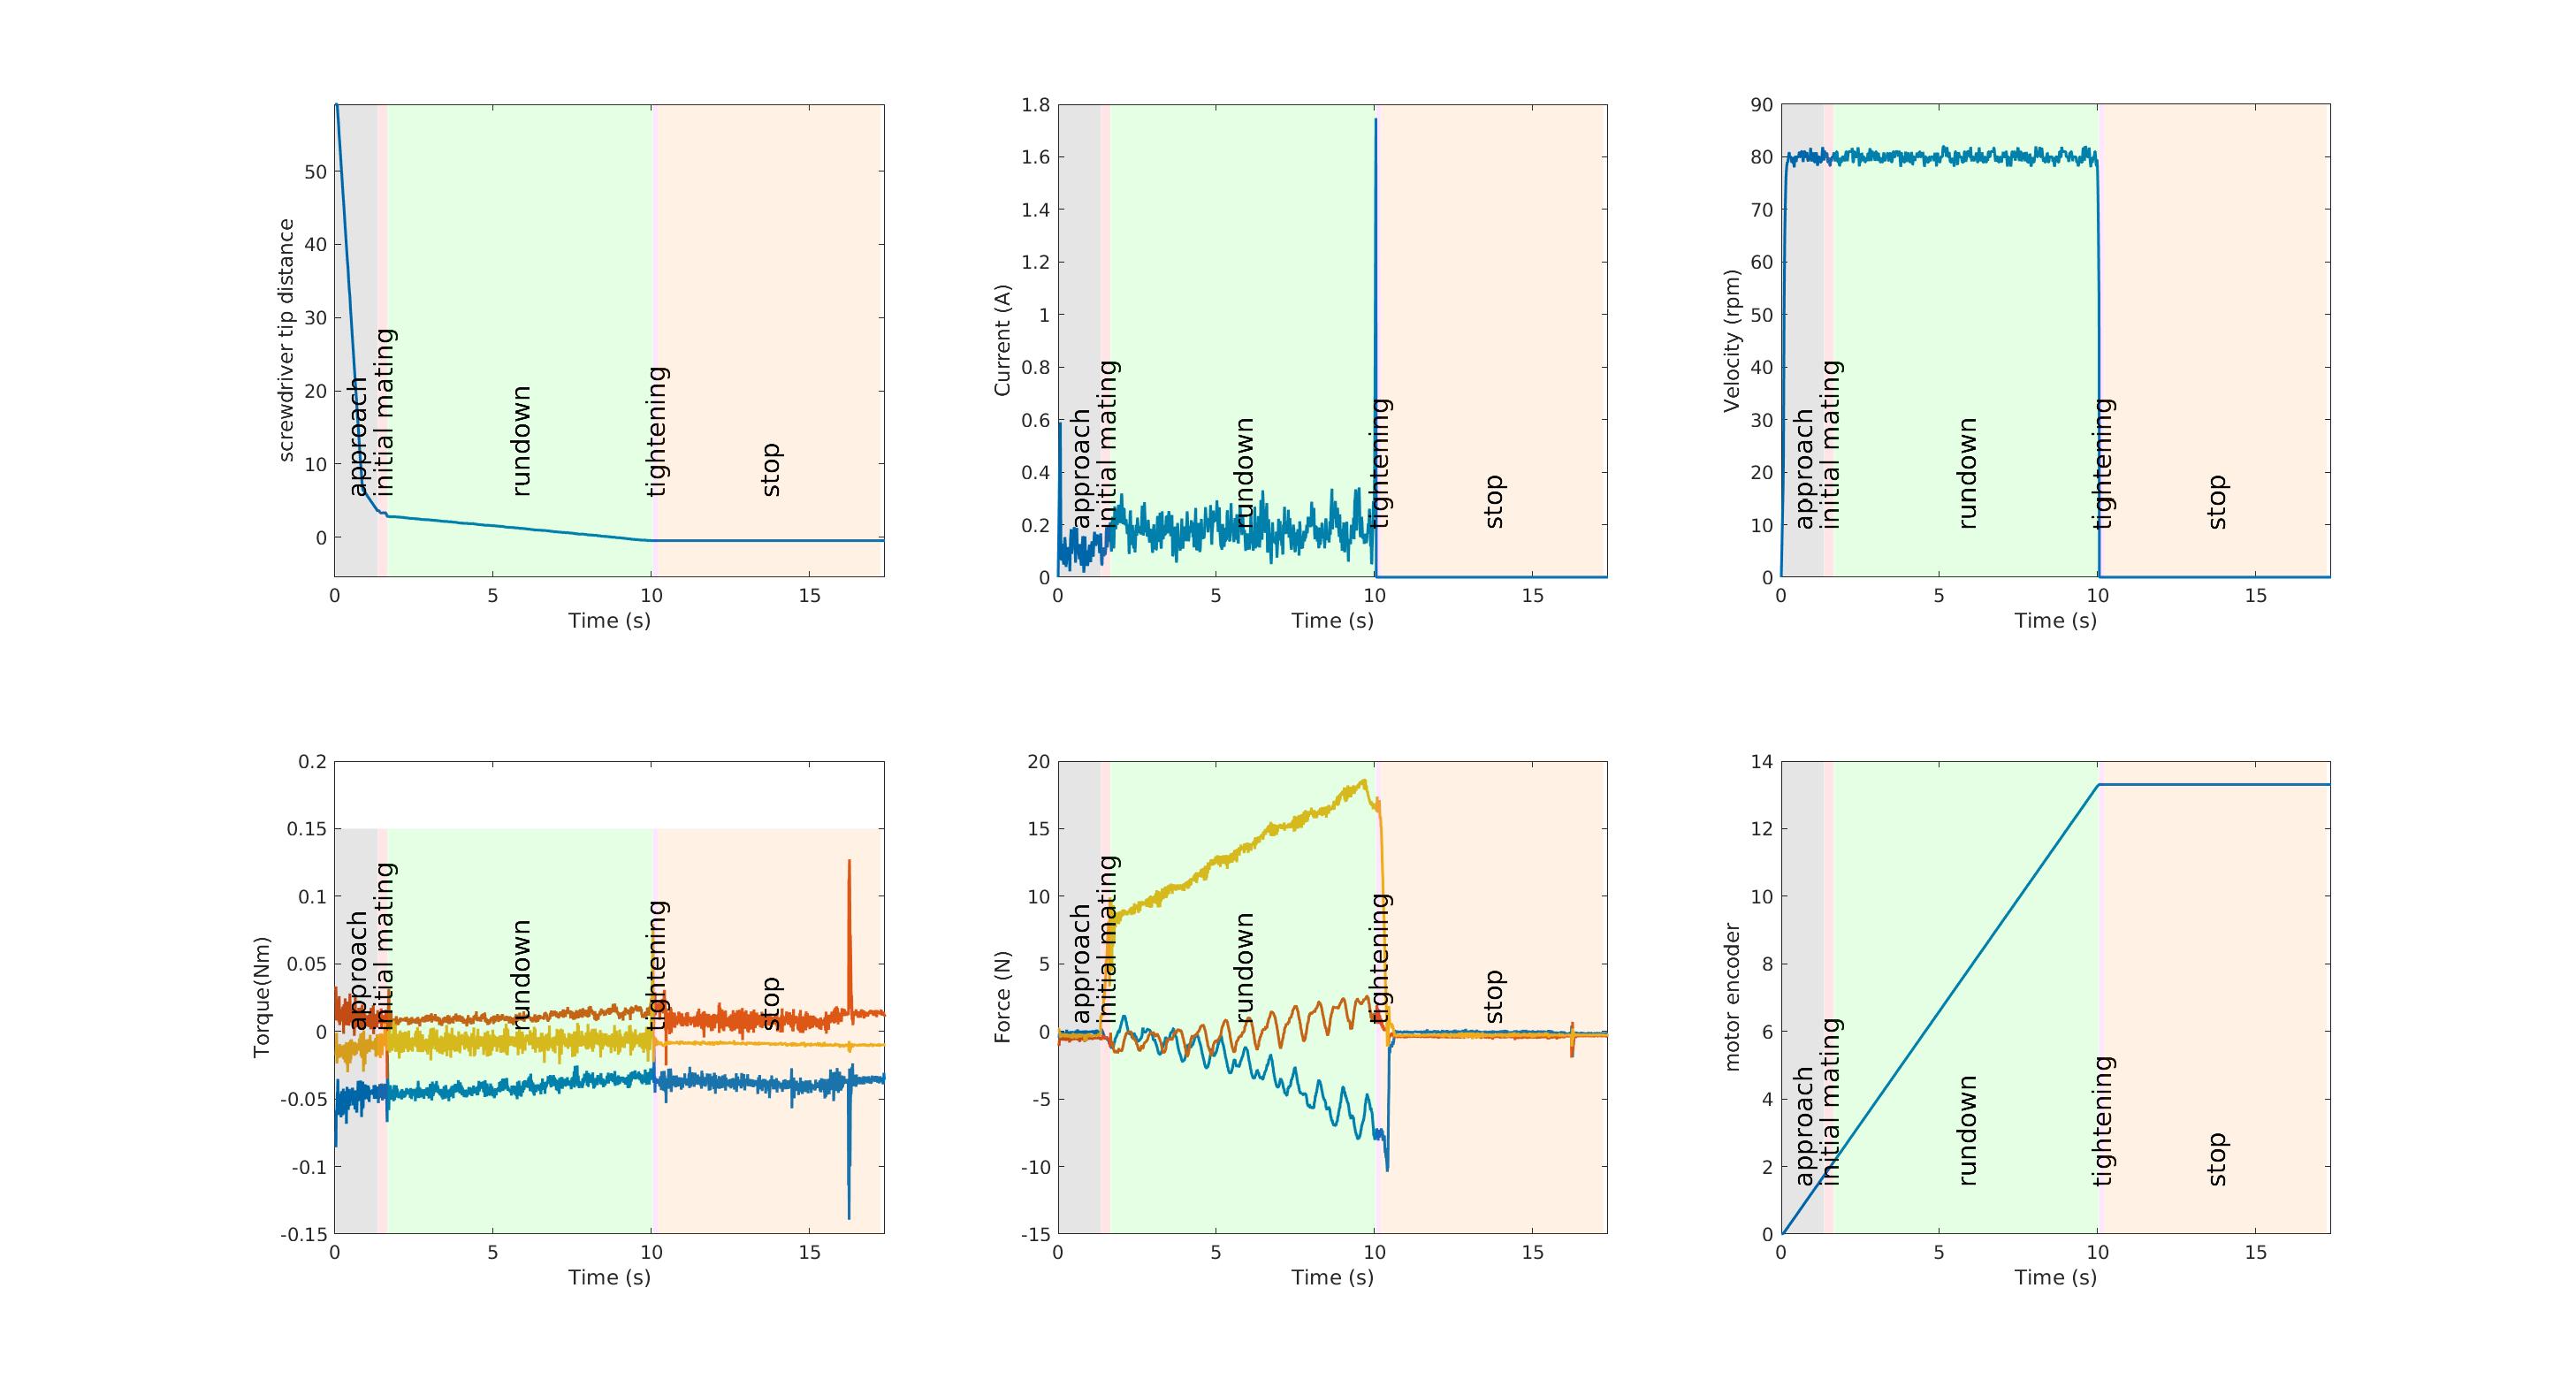 screwdriver tip distance
50
40
30
20
10
0
approach
initial mating
rundown
tightening
stop
0 5 10 15
Time (s)
Current (A)
1.8
1.6
1.4
1.2
1
0.8
0.6
0.4
0.2
0
approach
initial mating
rundown
tightening
stop
0 5 10 15
Time (s)
Velocity (rpm)
90
80
70
60
50
40
30
20
10
0
approach
initial mating
rundown
tightening
stop
0 5 10 15
Time (s)
Torque(Nm)
0.2
0.15
0.1
0.05
0
-0.05
-0.1
-0.15
approach
initial mating
rundown
tightening
stop
0 5 10 15
Time (s)
Force (N)
20
15
10
5
0
-5
-10
-15
approach
initial mating
rundown
tightening
stop
0 5 10 15
Time (s)
motor encoder
14
12
10
8
6
4
2
0
approach
initial mating
rundown
tightening
stop
0 5 10 15
Time (s)